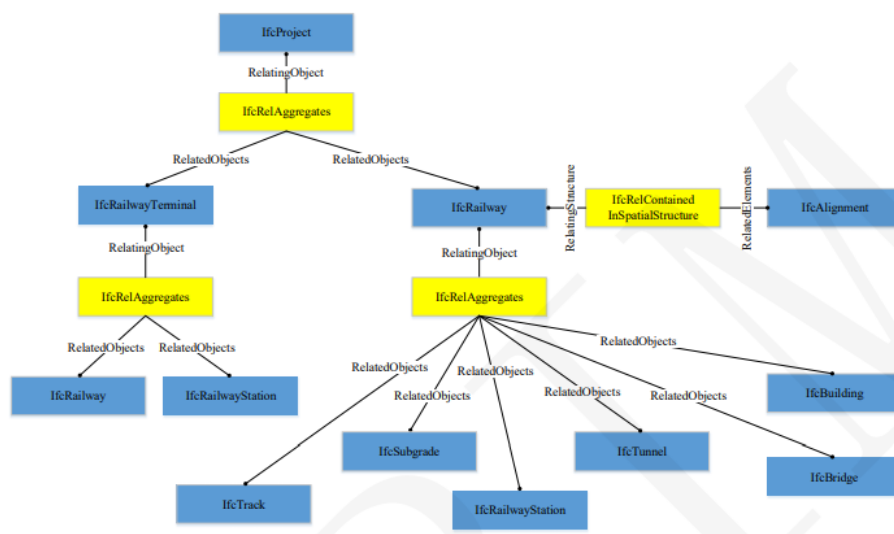 IfcProject
RelatingObject
IfcRelAggregates
RelatedObjects
RelatedObjects
IfcRailwayTerminal
IfcRailway
RelatingStructure
IfcRelContained
InSpatialStructure
RelatedElements
IfcAlignment
RelatingObject
RelatingObject
IfcRelAggregates
IfcRelAggregates
RelatedObjects
RelatedObjects
RelatedObjects
RelatedObjects
RelatedObjects
RelatedObjects
RelatedObjects
RelatedObjects
IfcRailway
IfcRailwayStation
IfcBuilding
IfcSubgrade
IfcTunnel
IfcBridge
IfcTrack
IfcRailwayStation